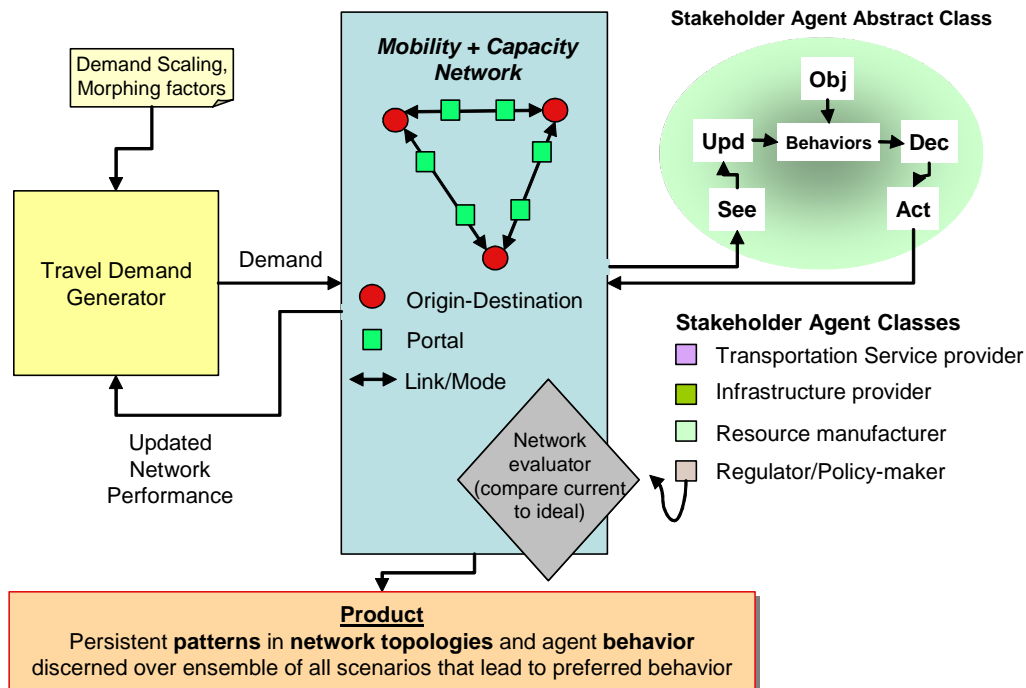 Stakeholder Agent Abstract Class
Demand Scaling,
Morphing factors
Mobility + Capacity
Network
Obj
Upd
Behaviors
Dec
See
Act
Travel Demand
Generator
Demand
Origin-Destination
Portal
Link/Mode
Stakeholder Agent Classes
Transportation Service provider
Infrastructure provider
Resource manufacturer
Regulator/Policy-maker
Updated
Network
Performance
Network
evaluator
(compare current
to ideal)
Product
Persistent patterns in network topologies and agent behavior
discerned over ensemble of all scenarios that lead to preferred behavior